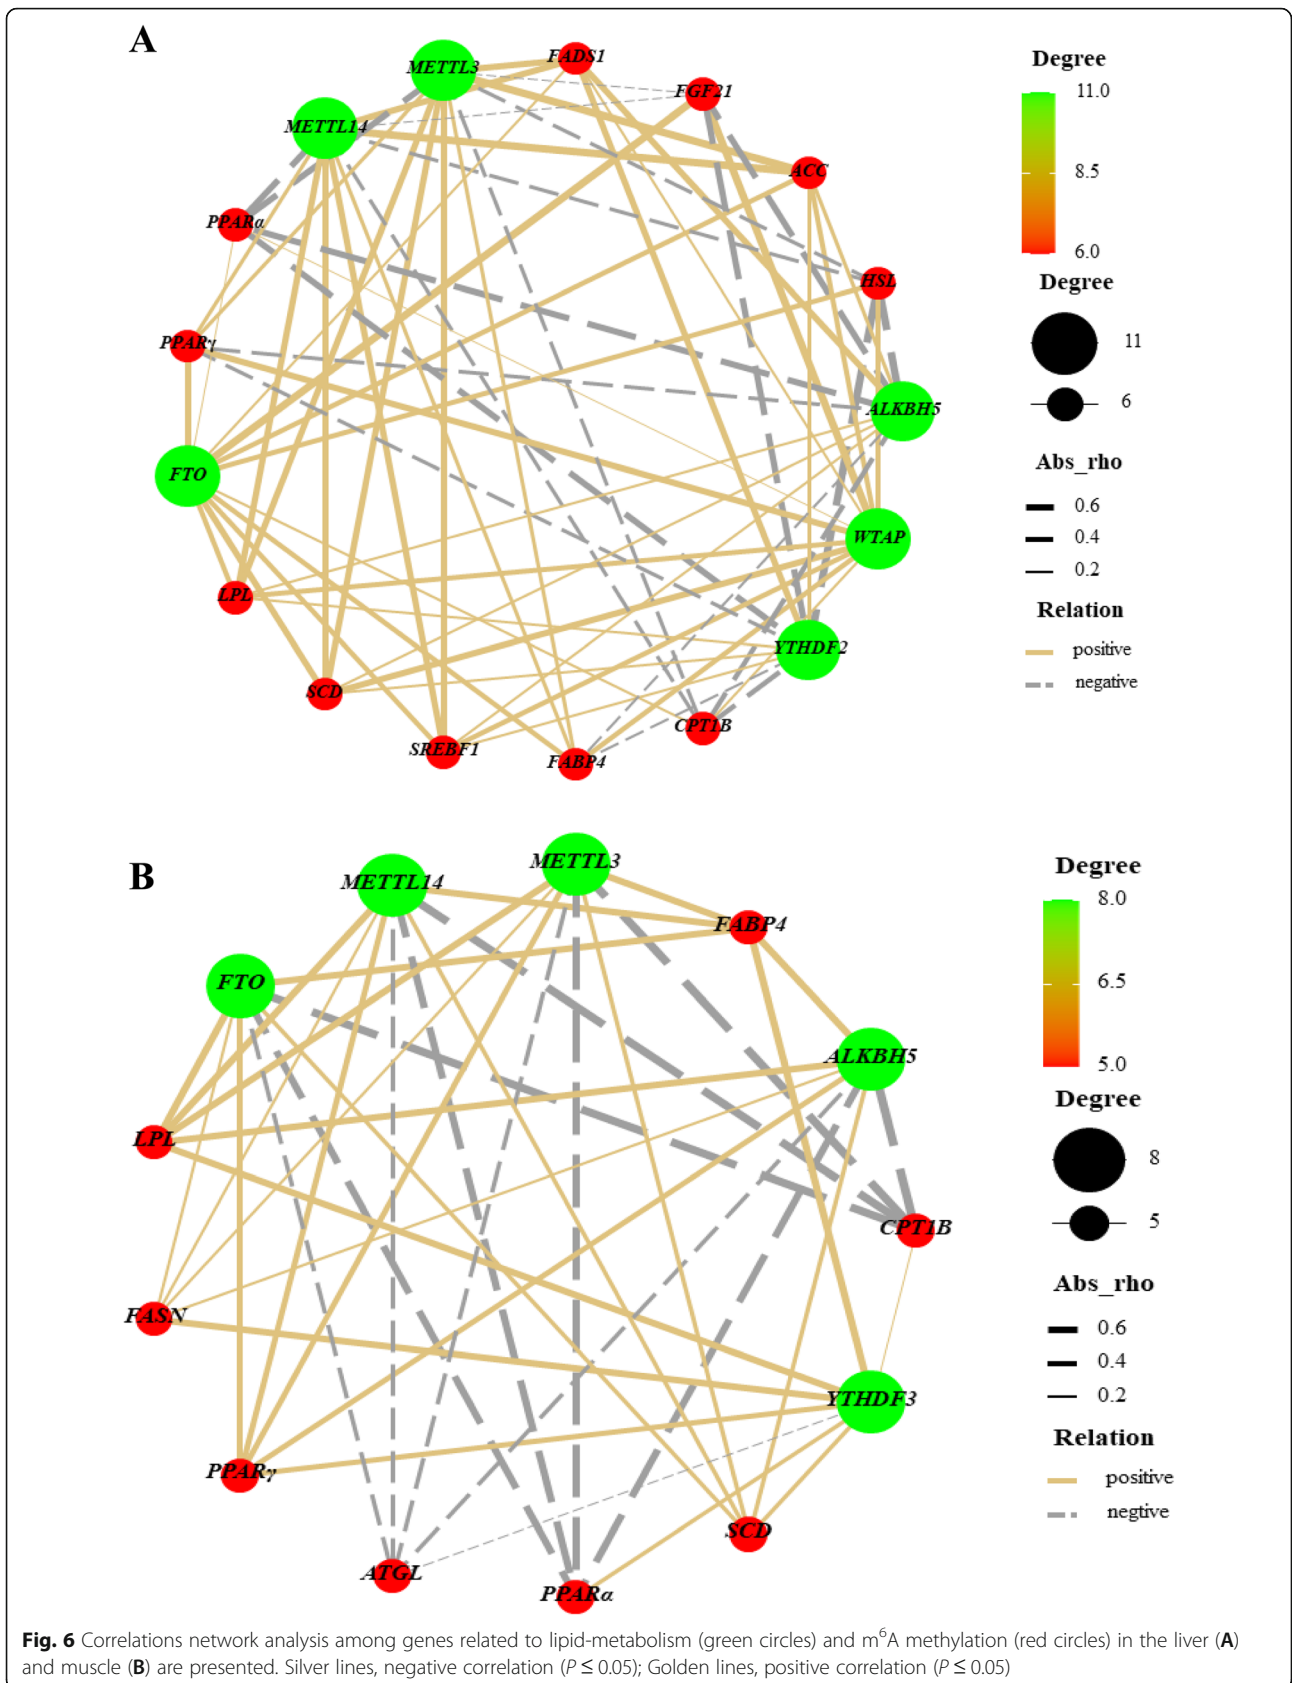 A
METTL3
FADS1
FGF21
METTL14
ACC
PPARα
HSL
PPARγ
ALKBH5
FTO
WTAP
LPL
YTHDF2
SCD
CPT1B
SREBF1
FABP4
Degree
11.0
8.5
6.0
Degree
11
6
Abs_rho
0.6
0.4
0.2
Relation
positive
negative
B
METTL3
METTL14
FABP4
FTO
ALKBH5
LPL
CPT1B
FASN
YTHDF3
PPARγ
SCD
ATGL
PPARα
Degree
8.0
6.5
5.0
Degree
8
5
Abs_rho
0.6
0.4
0.2
Relation
positive
negtive
Fig. 6 Correlations network analysis among genes related to lipid-metabolism (green circles) and m⁶A methylation (red circles) in the liver (A)
and muscle (B) are presented. Silver lines, negative correlation (P ≤ 0.05); Golden lines, positive correlation (P ≤ 0.05)